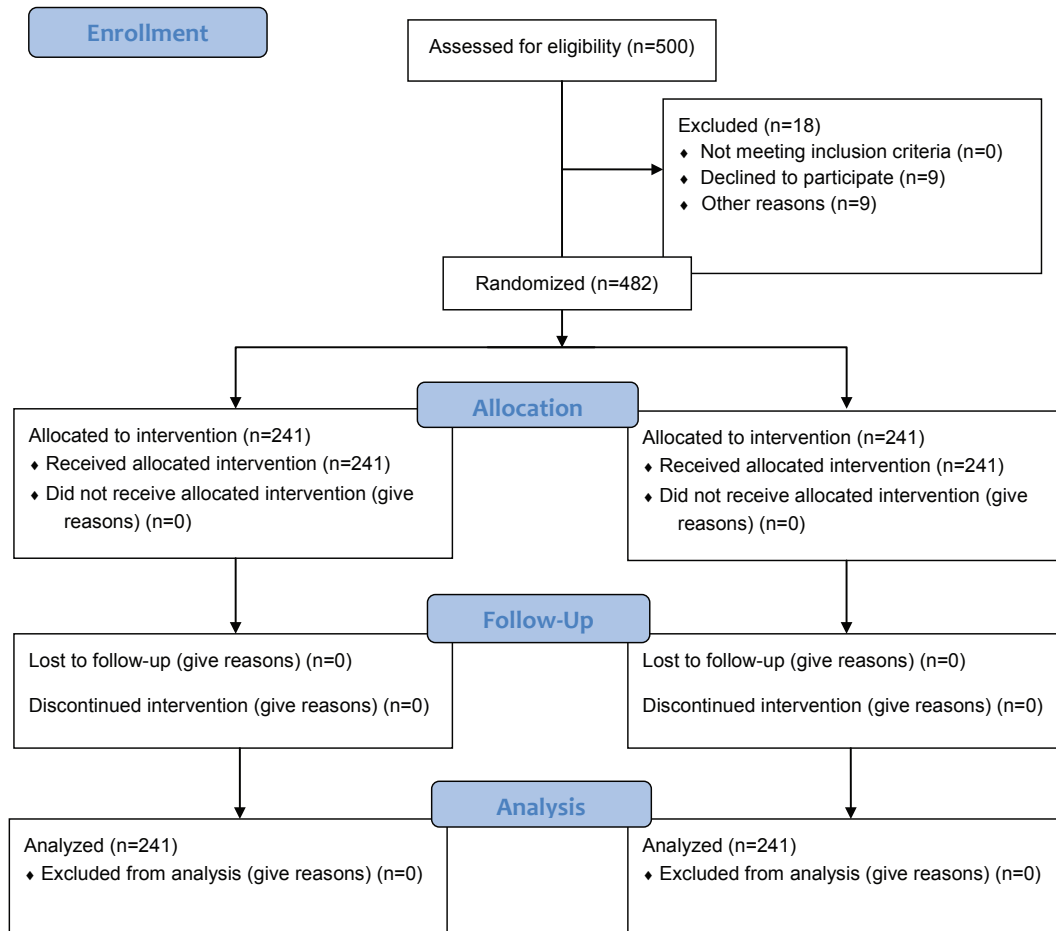 Enrollment
Assessed for eligibility (n=500)
Excluded (n=18)
♦ Not meeting inclusion criteria (n=0)
♦ Declined to participate (n=9)
♦ Other reasons (n=9)
Randomized (n=482)
Allocation
Allocated to intervention (n=241)
♦ Received allocated intervention (n=241)
♦ Did not receive allocated intervention (give
reasons) (n=0)
Allocated to intervention (n=241)
♦ Received allocated intervention (n=241)
♦ Did not receive allocated intervention (give
reasons) (n=0)
Follow-Up
Lost to follow-up (give reasons) (n=0)
Discontinued intervention (give reasons) (n=0)
Lost to follow-up (give reasons) (n=0)
Discontinued intervention (give reasons) (n=0)
Analysis
Analyzed (n=241)
♦ Excluded from analysis (give reasons) (n=0)
Analyzed (n=241)
♦ Excluded from analysis (give reasons) (n=0)